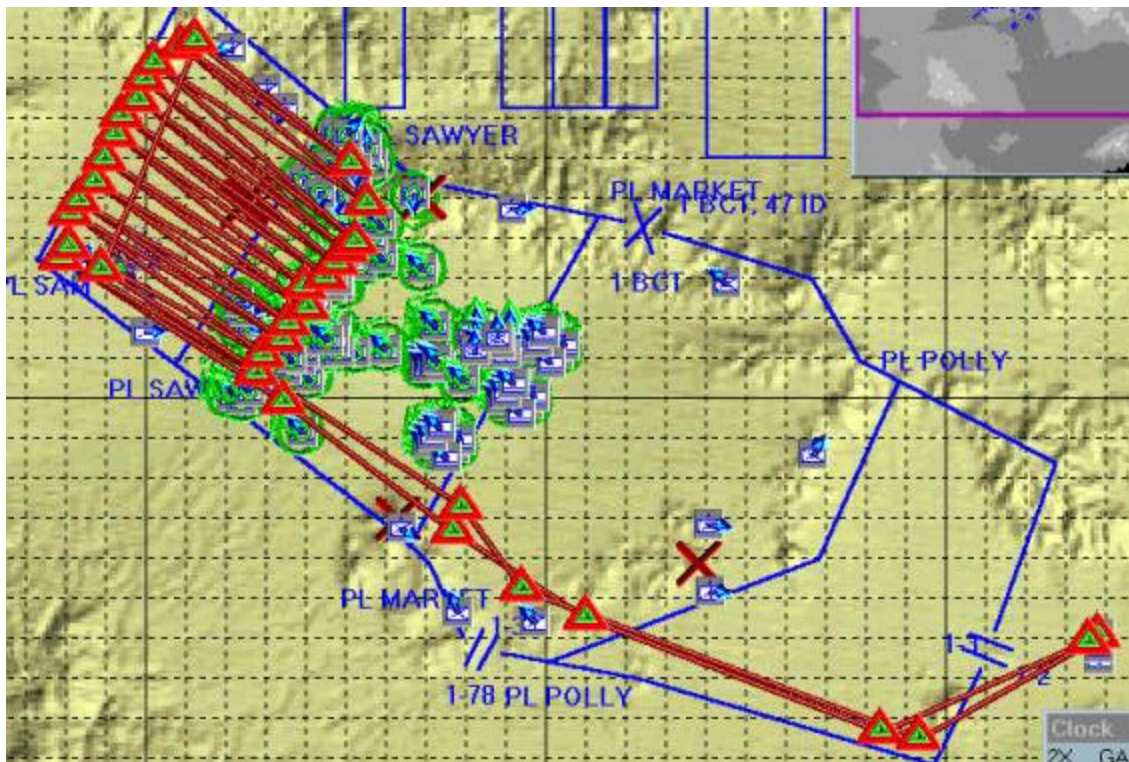 SAWYER
PL MARKET
1 BCT, 47 ID
1 BCT
PL SAM
PL POLLY
PL SAW
PL MARKET
1-78 PL POLLY
Clock
2X GA